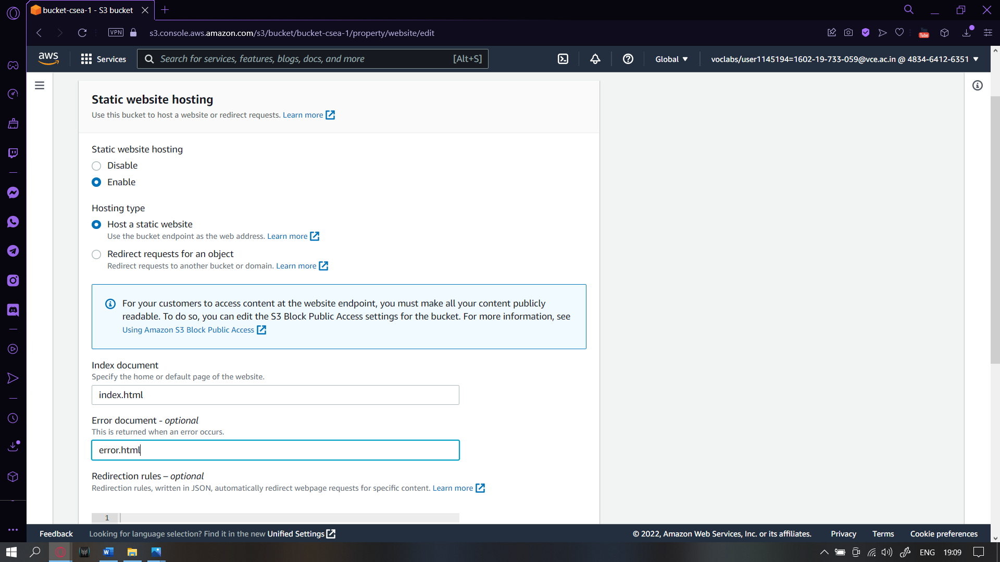 bucket-csea-1 - S3 bucket
VPN
s3.console.aws.amazon.com/s3/bucket/bucket-csea-1/property/website/edit
You
Tube
aws
Services
Search for services, features, blogs, docs, and more
[Alt+S]
Global
voclabs/user1145194=1602-19-733-059@vce.ac.in @ 4834-6412-6351
Static website hosting
Use this bucket to host a website or redirect requests. Learn more
Static website hosting
Disable
Enable
Hosting type
Host a static website
Use the bucket endpoint as the web address. Learn more
Redirect requests for an object
Redirect requests to another bucket or domain. Learn more
For your customers to access content at the website endpoint, you must make all your content publicly
readable. To do so, you can edit the S3 Block Public Access settings for the bucket. For more information, see
Using Amazon S3 Block Public Access
Index document
Specify the home or default page of the website.
index.html
Error document - optional
This is returned when an error occurs.
error.html
Redirection rules – optional
Redirection rules, written in JSON, automatically redirect webpage requests for specific content. Learn more
1
Feedback
Looking for language selection? Find it in the new Unified Settings
© 2022, Amazon Web Services, Inc. or its affiliates.
Privacy
Terms
Cookie preferences
W
ENG
19:09